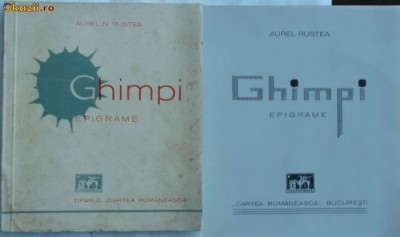 okazii.ro
AUREL N. RUSTEA
Ghimpi
EPIGRAME
TIPARUL „CARTEA ROMÂNEASCĂ”
AUREL RUSTEA
Ghimpi
EPIGRAME
„CARTEA ROMÂNEASCĂ”, BUCUREȘTI